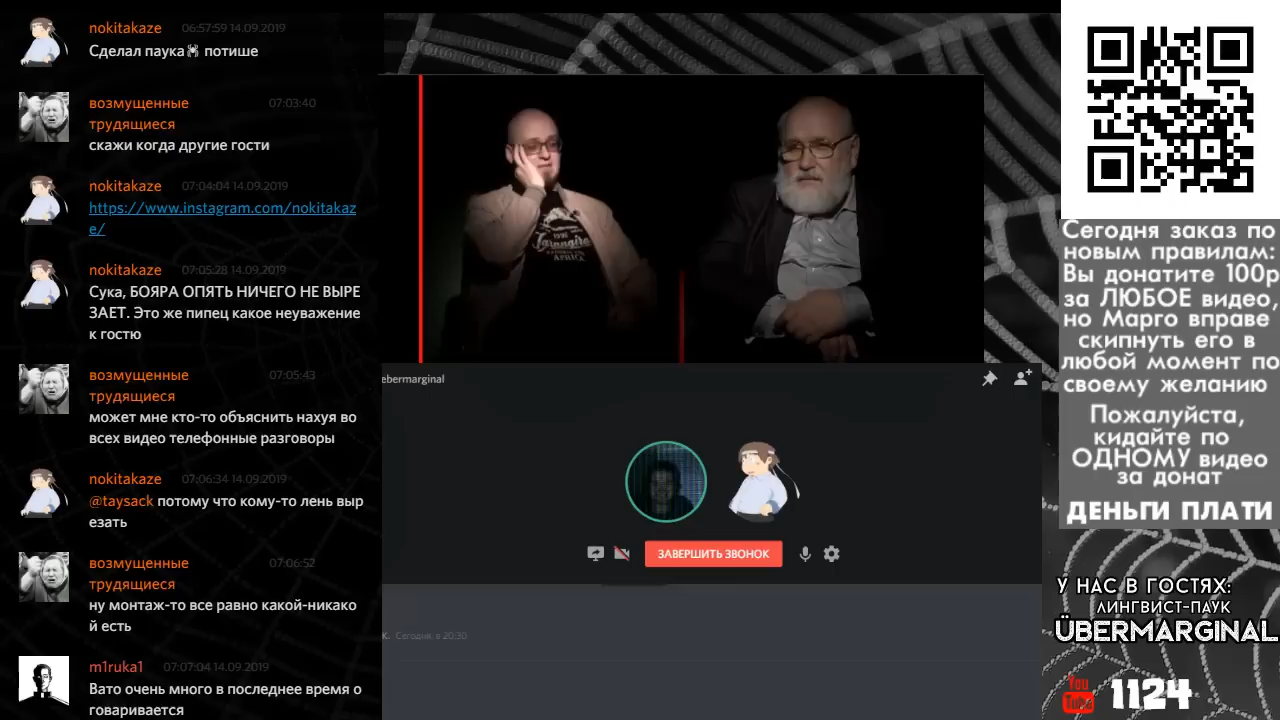 nokitakaze 06:57:59 14.09.2019
Сделал паука🕷 потише
возмущенные 07:03:40
трудящиеся
скажи когда другие гости
nokitakaze 07:04:04 14.09.2019
https://www.instagram.com/nokitakaz
e/
nokitakaze 07:05:28 14.09.2019
Сука, БОЯРА ОПЯТЬ НИЧЕГО НЕ ВЫРЕ
ЗАЕТ. Это же пипец какое неуважение
к гостю
возмущенные 07:05:43
трудящиеся
может мне кто-то объяснить нахуя во
всех видео телефонные разговоры
nokitakaze 07:06:34 14.09.2019
@taysack потому что кому-то лень выр
езать
возмущенные 07:06:52
трудящиеся
ну монтаж-то все равно какой-никако
й есть
m1ruka1 07:07:04 14.09.2019
Вато очень много в последнее время о
говаривается
1992
AFRICA
ebermarginal
ЗАВЕРШИТЬ ЗВОНОК
К. Сегодня, в 20:30
Сегодня заказ по
новым правилам:
Вы донатите 100р
за ЛЮБОЕ видео,
но Марго вправе
скипнуть его в
любой момент по
своему желанию
Пожалуйста,
кидайте по
ОДНОМУ видео
за донат
ДЕНЬГИ ПЛАТИ
У НАС В ГОСТЯХ:
ЛИНГВИСТ-ПАУК
ÜBERMARGINAL
You
Tube 1124